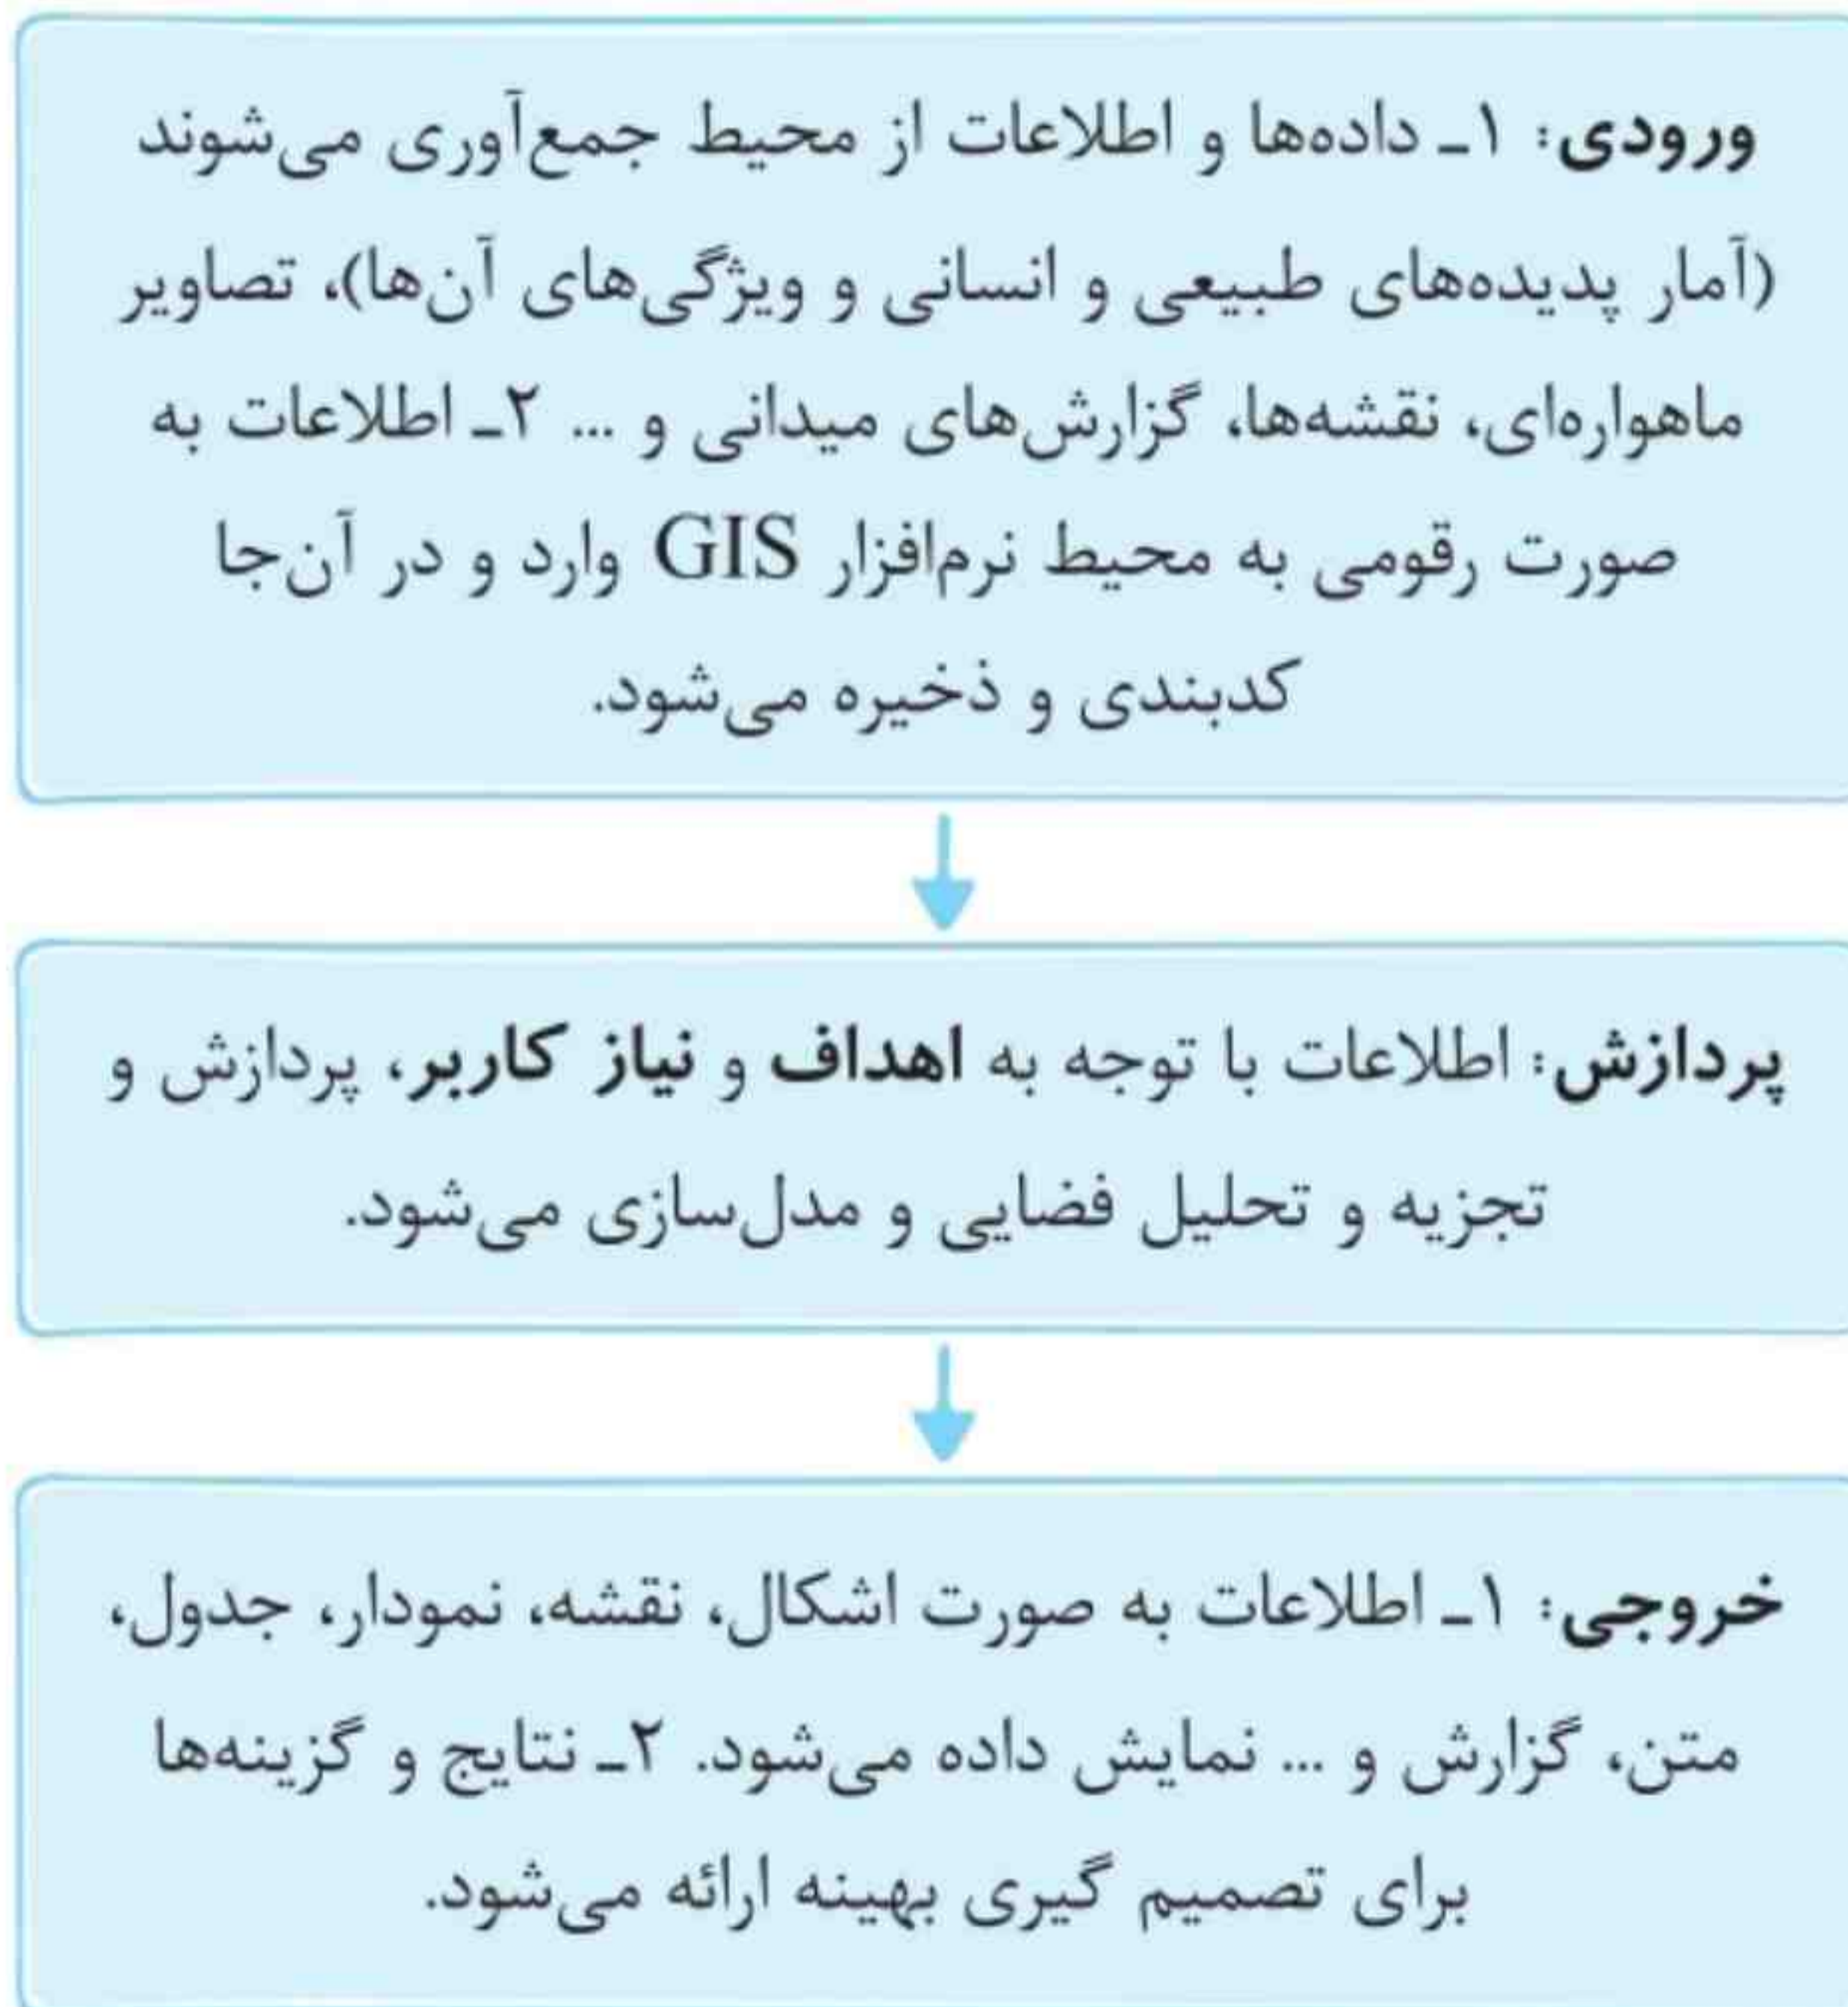 ورودی: ۱ـ داده‌ها و اطلاعات از محیط جمع‌آوری می‌شوند
(آمار پدیده‌های طبیعی و انسانی و ویژگی‌های آن‌ها)، تصاویر
ماهواره‌ای، نقشه‌ها، گزارش‌های میدانی و ... ۲ـ اطلاعات به
صورت رقومی به محیط نرم‌افزار GIS وارد و در آن‌جا
کدبندی و ذخیره می‌شود.
پردازش: اطلاعات با توجه به اهداف و نیاز کاربر، پردازش و
تجزیه و تحلیل فضایی و مدل‌سازی می‌شود.
خروجی: ۱ـ اطلاعات به صورت اشکال، نقشه، نمودار، جدول،
متن، گزارش و ... نمایش داده می‌شود. ۲ـ نتایج و گزینه‌ها
برای تصمیم گیری بهینه ارائه می‌شود.